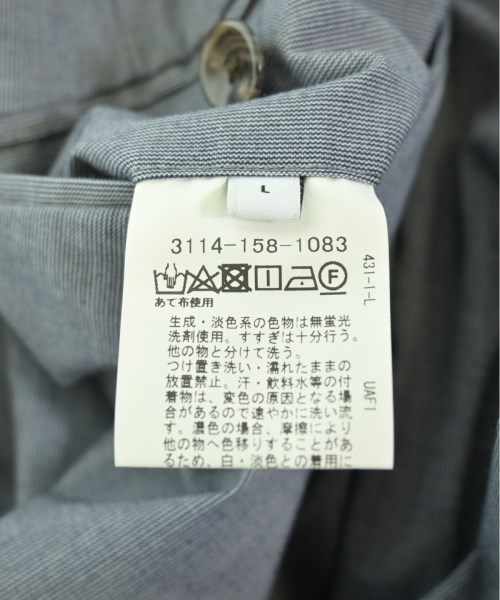 L
3114-158-1083
あて布使用
F
生成・淡色系の色物は無蛍光
洗剤使用。すすぎは十分行う。
他の物と分けて洗う。
つけ置き洗い・濡れたままの
放置禁止。汗・飲料水等の付
着物は、変色の原因となる場
合があるので速やかに洗い流
す。濃色の場合、摩擦により
他の物へ色移りすることがあ
るため、白・淡色との着用に
431-1-L
UAF1